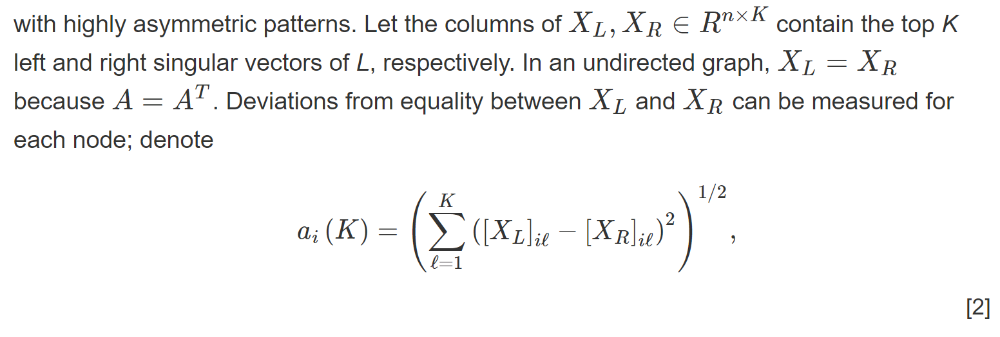 with highly asymmetric patterns. Let the columns of $X_L, X_R \in R^{n \times K}$ contain the top K
left and right singular vectors of L, respectively. In an undirected graph, $X_L = X_R$
because $A = A^T$. Deviations from equality between $X_L$ and $X_R$ can be measured for
each node; denote
$a_i(K) = \left( \sum_{\ell=1}^{K} ([X_L]_{i\ell} - [X_R]_{i\ell})^2 \right)^{1/2},$
[2]